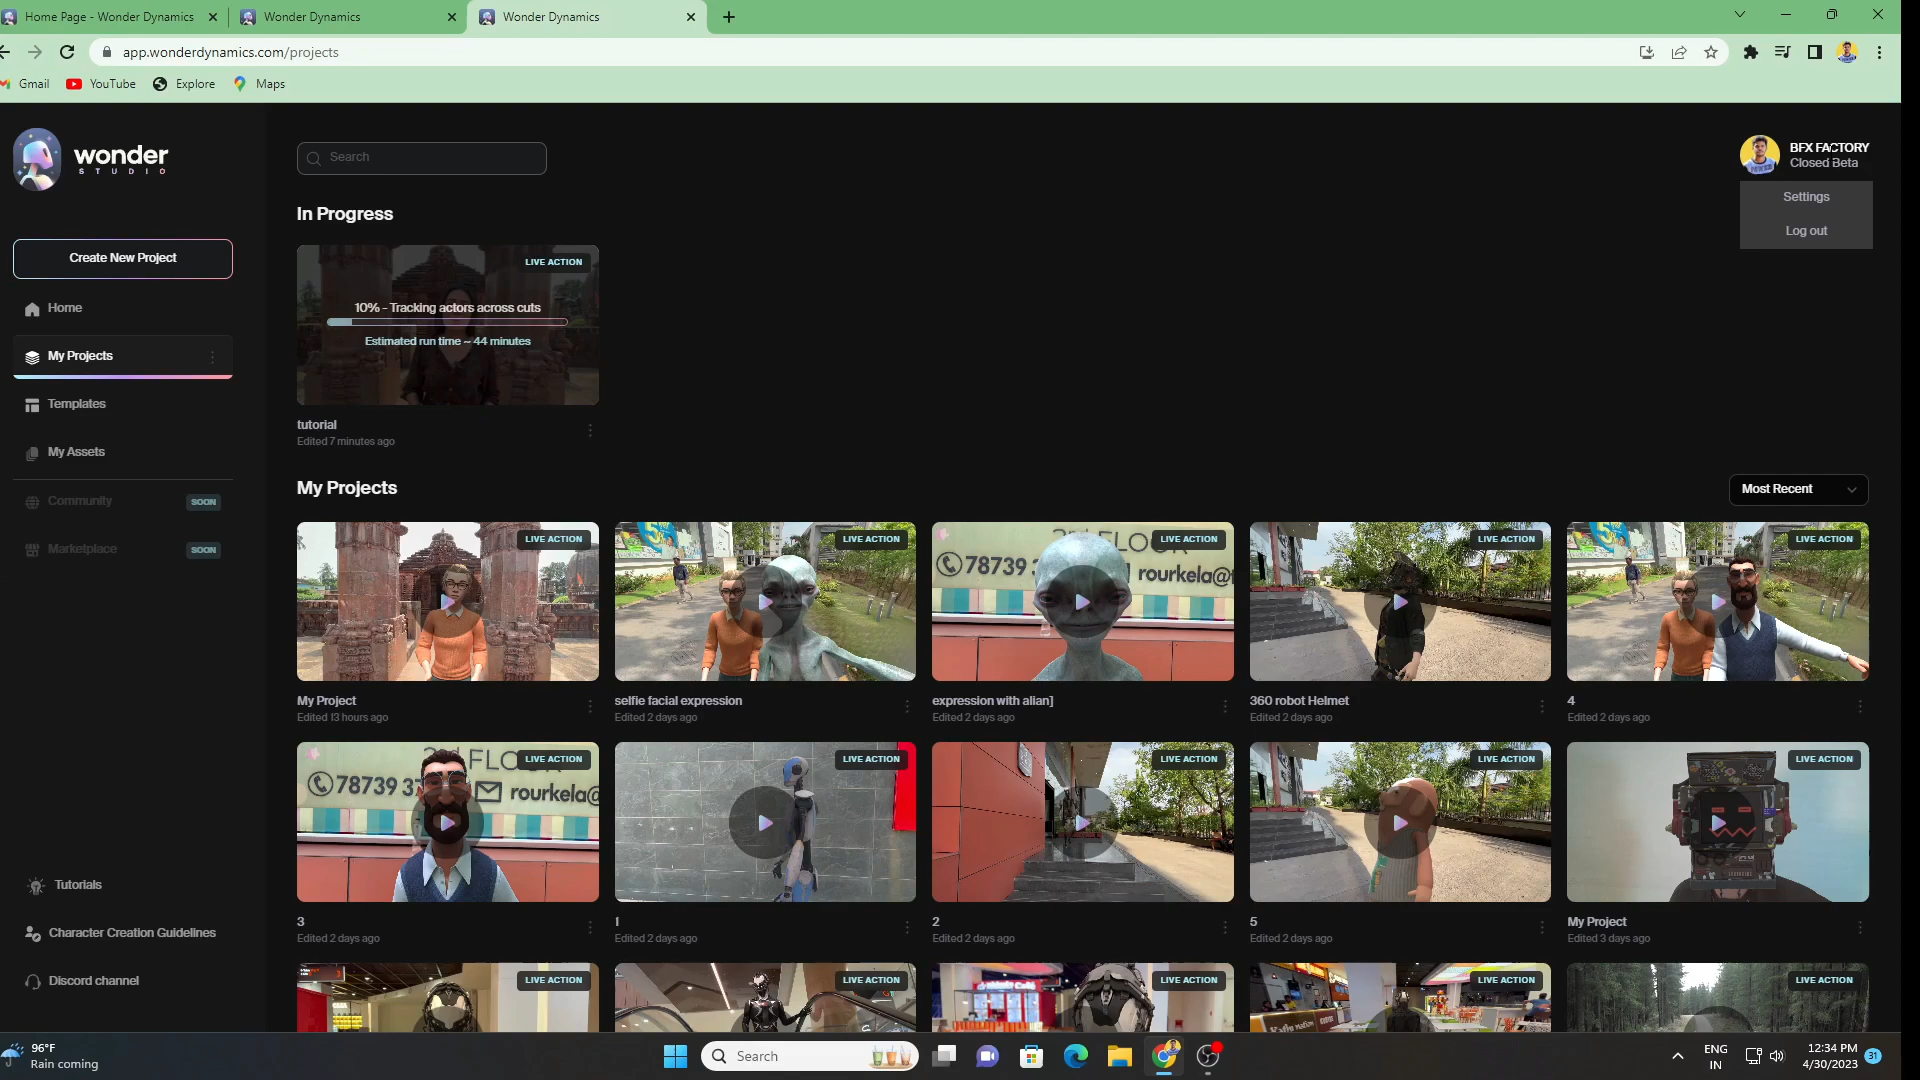 Home Page - Wonder Dynamics
Wonder Dynamics
Wonder Dynamics
app.wonderdynamics.com/projects
Gmail
YouTube
Explore
Maps
wonder
STUDIO
Search
BFX FACTORY
Closed Beta
Settings
Log out
Create New Project
Home
My Projects
Templates
My Assets
Community
SOON
Marketplace
SOON
Tutorials
Character Creation Guidelines
Discord channel
In Progress
LIVE ACTION
10% - Tracking actors across cuts
Estimated run time ~ 44 minutes
tutorial
Edited 7 minutes ago
My Projects
Most Recent
LIVE ACTION
LIVE ACTION
FLOOR
78739
rourkela@
LIVE ACTION
LIVE ACTION
LIVE ACTION
My Project
Edited 13 hours ago
selfie facial expression
Edited 2 days ago
expression with alian]
Edited 2 days ago
360 robot Helmet
Edited 2 days ago
4
Edited 2 days ago
FLO
78739 3
rourkela@
LIVE ACTION
LIVE ACTION
LIVE ACTION
LIVE ACTION
LIVE ACTION
3
Edited 2 days ago
1
Edited 2 days ago
2
Edited 2 days ago
5
Edited 2 days ago
My Project
Edited 3 days ago
LIVE ACTION
LIVE ACTION
LIVE ACTION
LIVE ACTION
LIVE ACTION
96°F
Rain coming
Search
ENG
IN
12:34 PM
4/30/2023
31